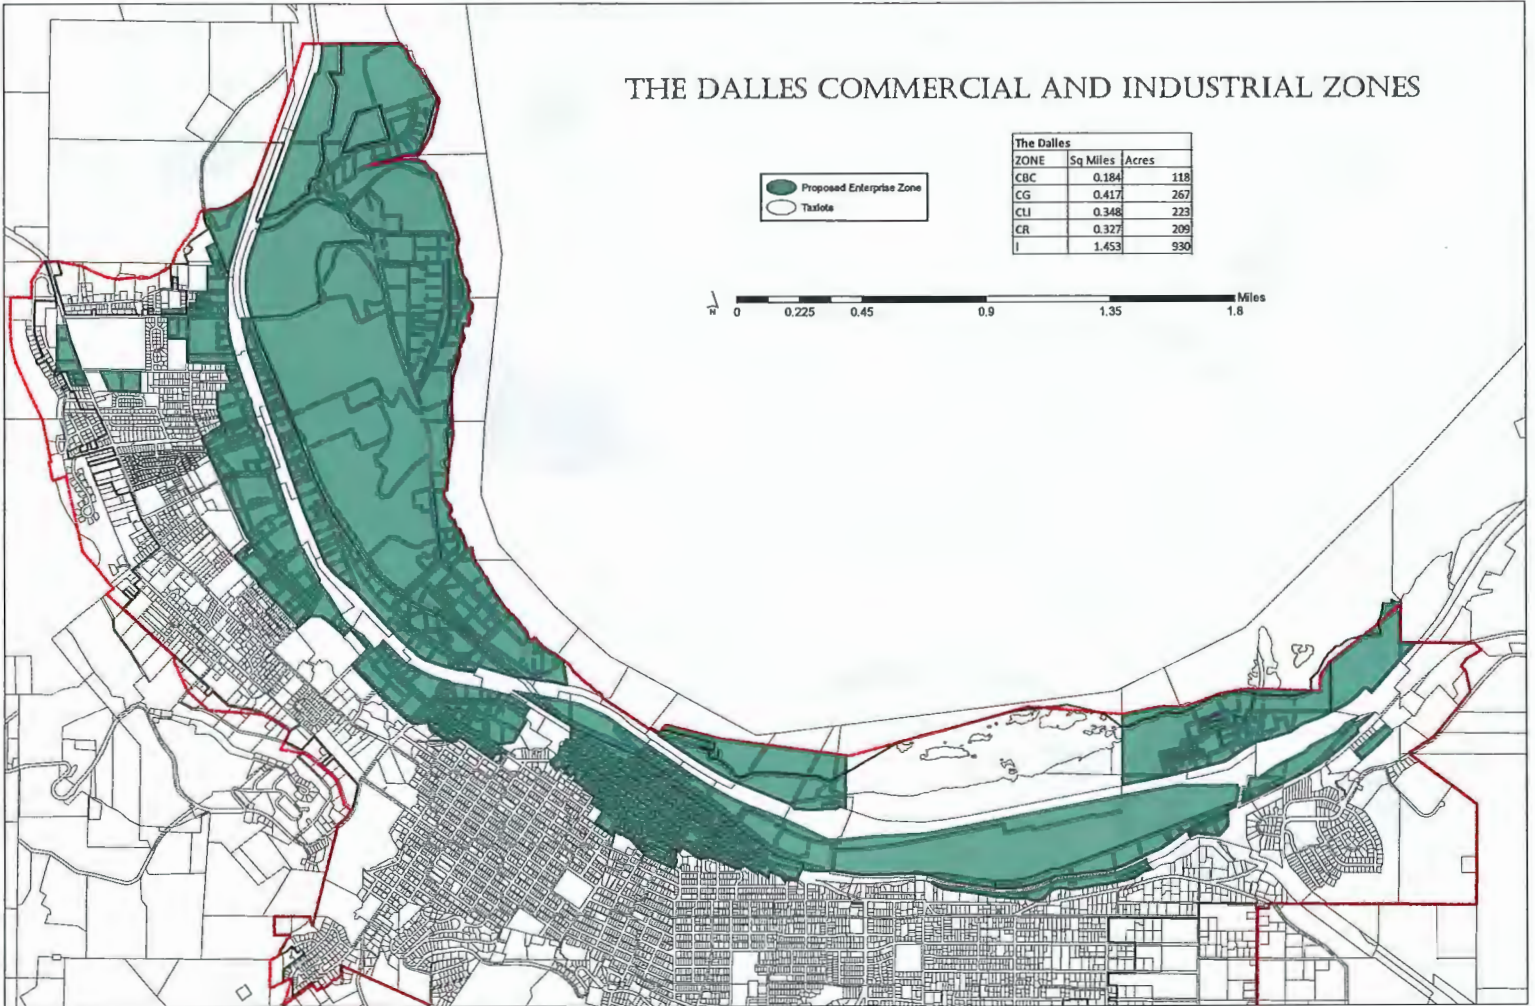 THE DALLES COMMERCIAL AND INDUSTRIAL ZONES
The Dalles
ZONE Sq Miles Acres
CBC 0.184 118
CG 0.417 267
CLI 0.348 223
CR 0.327 209
I 1.453 930
Proposed Enterprise Zone
Taxlots
N
Miles
0 0.225 0.45 0.9 1.35 1.8